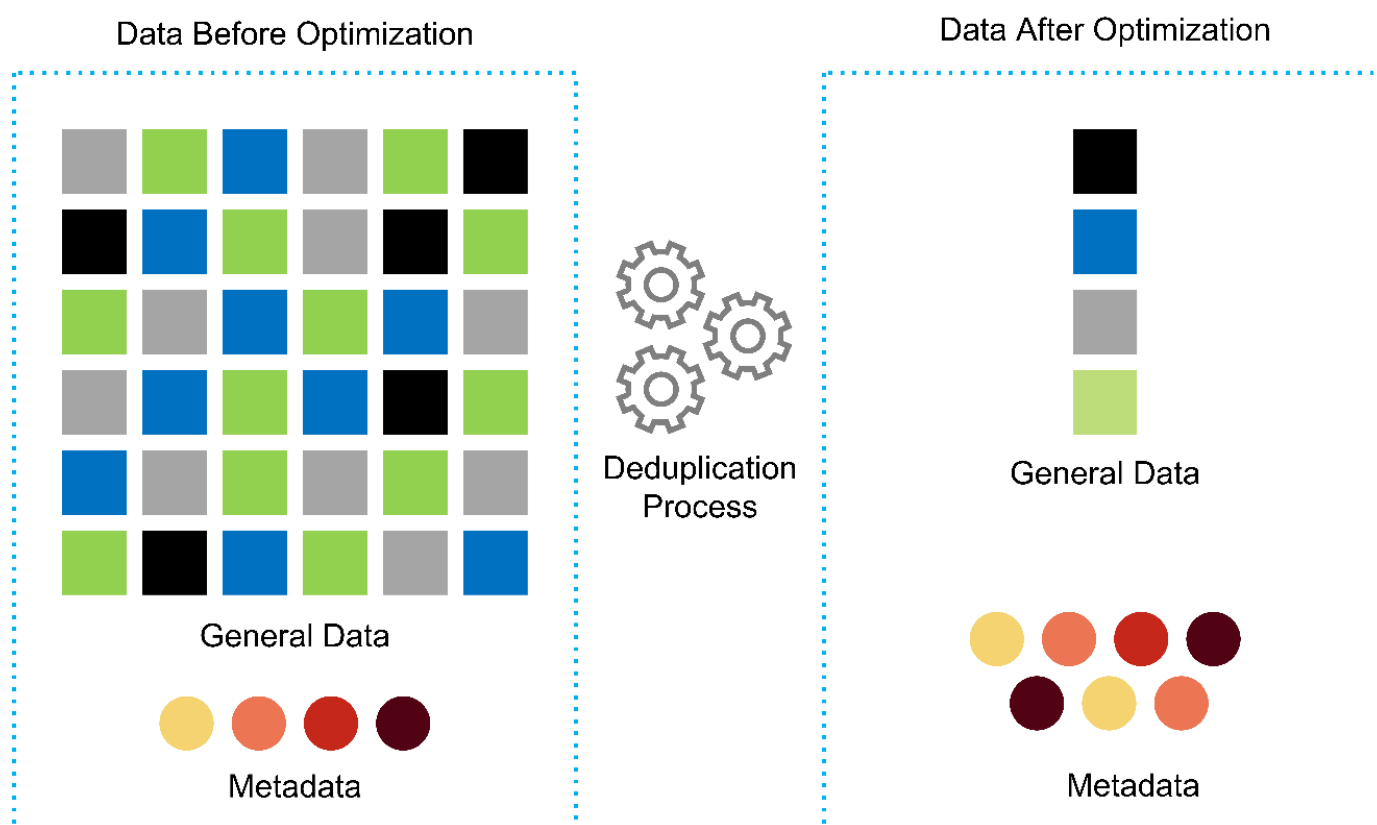 Data Before Optimization
Data After Optimization
Deduplication
Process
General Data
General Data
Metadata
Metadata